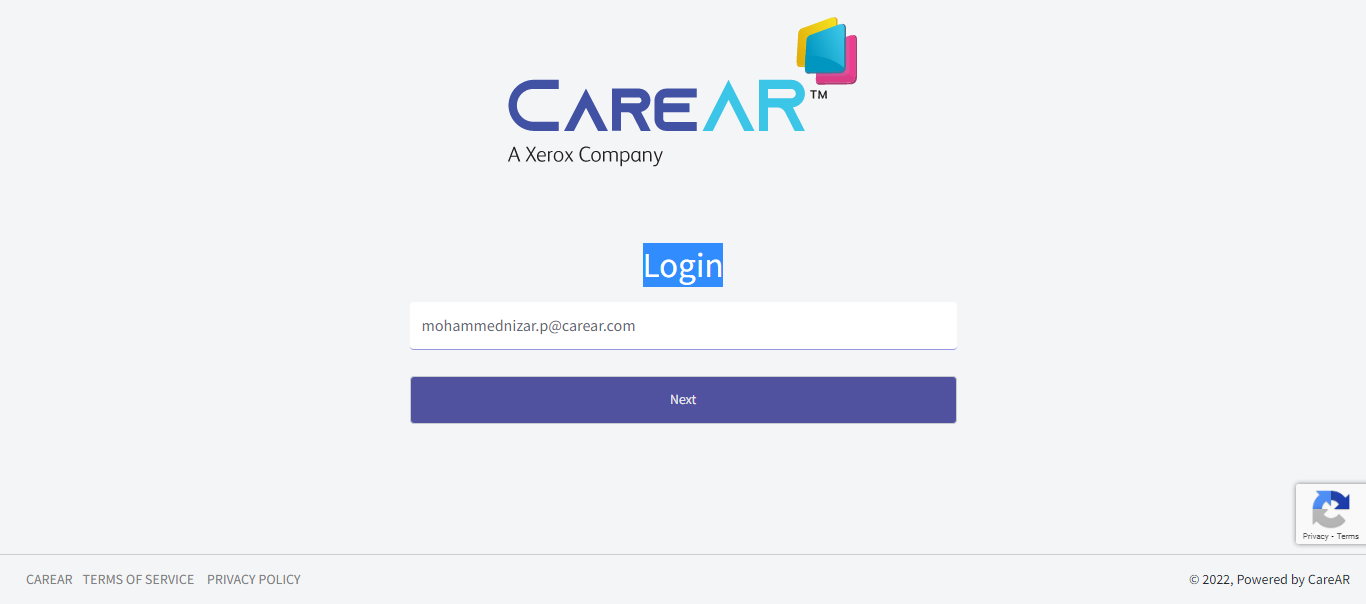 CAREAR™
A Xerox Company
Login
mohammednizar.p@carear.com
Next
Privacy - Terms
CAREAR TERMS OF SERVICE PRIVACY POLICY
© 2022, Powered by CareAR